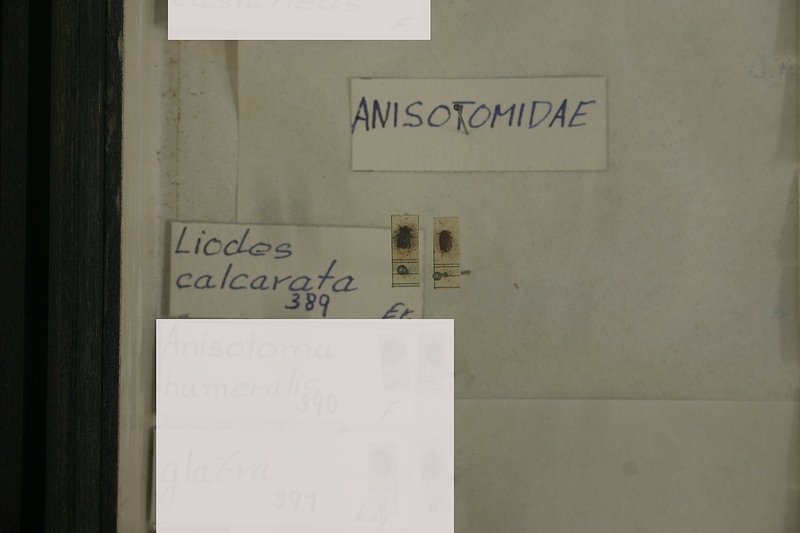 ANISOTOMIDAE
Liodes
calcarata
389 Er.
Anisotoma
humeralis
390 F.
glabra
391